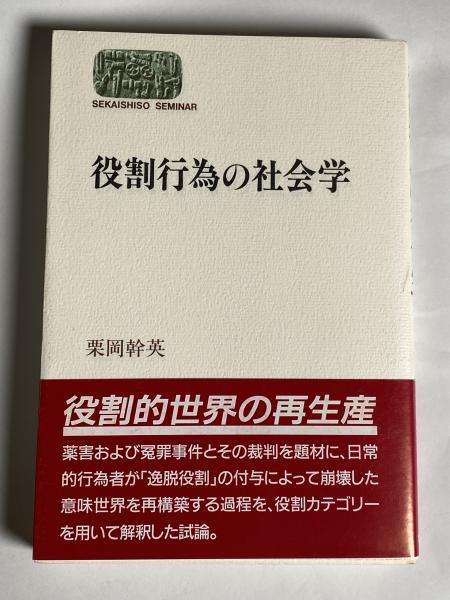 SEKAISHISO SEMINAR
役割行為の社会学
栗岡幹英
役割的世界の再生産
薬害および冤罪事件とその裁判を題材に、日常
的行為者が「逸脱役割」の付与によって崩壊した
意味世界を再構築する過程を、役割カテゴリー
を用いて解釈した試論。